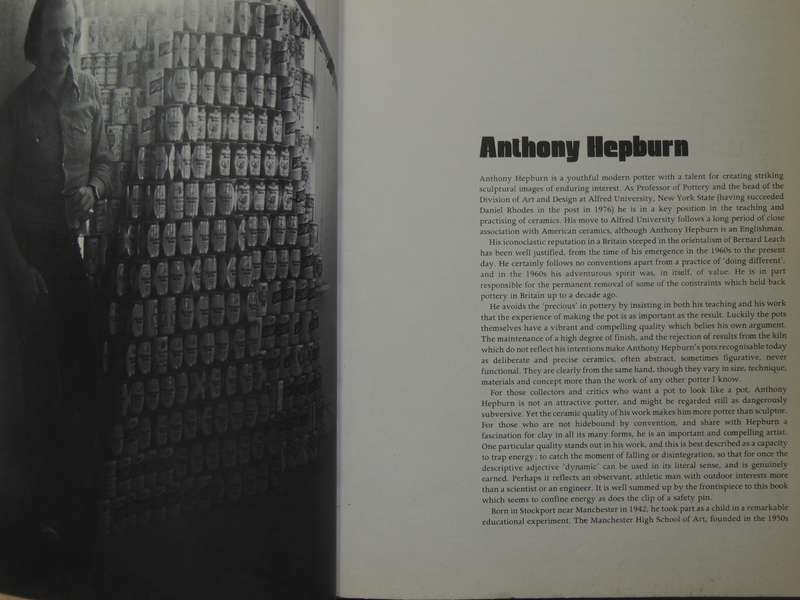 Anthony Hepburn
Anthony Hepburn is a youthful modern potter with a talent for creating striking
sculptural images of enduring interest. As Professor of Pottery and the head of the
Division of Art and Design at Alfred University, New York State (having succeeded
Daniel Rhodes in the post in 1976) he is in a key position in the teaching and
practising of ceramics. His move to Alfred University follows a long period of close
association with American ceramics, although Anthony Hepburn is an Englishman.
His iconoclastic reputation in a Britain steeped in the orientalism of Bernard Leach
has been well justified, from the time of his emergence in the 1960s to the present
day. He certainly follows no conventions apart from a practice of 'doing different',
and in the 1960s his adventurous spirit was, in itself, of value. He is in part
responsible for the permanent removal of some of the constraints which held back
pottery in Britain up to a decade ago.
He avoids the 'precious' in pottery by insisting in both his teaching and his work
that the experience of making the pot is as important as the result. Luckily the pots
themselves have a vibrant and compelling quality which belies his own argument.
The maintenance of a high degree of finish, and the rejection of results from the kiln
which do not reflect his intentions make Anthony Hepburn's pots recognisable today
as deliberate and precise ceramics, often abstract, sometimes figurative, never
functional. They are clearly from the same hand, though they vary in size, technique,
materials and concept more than the work of any other potter I know.
For those collectors and critics who want a pot to look like a pot, Anthony
Hepburn is not an attractive potter, and might be regarded still as dangerously
subversive. Yet the ceramic quality of his work makes him more potter than sculptor.
For those who are not hidebound by convention, and share with Hepburn a
fascination for clay in all its many forms, he is an important and compelling artist.
One particular quality stands out in his work, and this is best described as a capacity
to trap energy; to catch the moment of falling or disintegration, so that for once the
descriptive adjective 'dynamic' can be used in its literal sense, and is genuinely
earned. Perhaps it reflects an observant, athletic man with outdoor interests more
than a scientist or an engineer. It is well summed up by the frontispiece to this book
which seems to confine energy as does the clip of a safety pin.
Born in Stockport near Manchester in 1942, he took part as a child in a remarkable
educational experiment. The Manchester High School of Art, founded in the 1950s